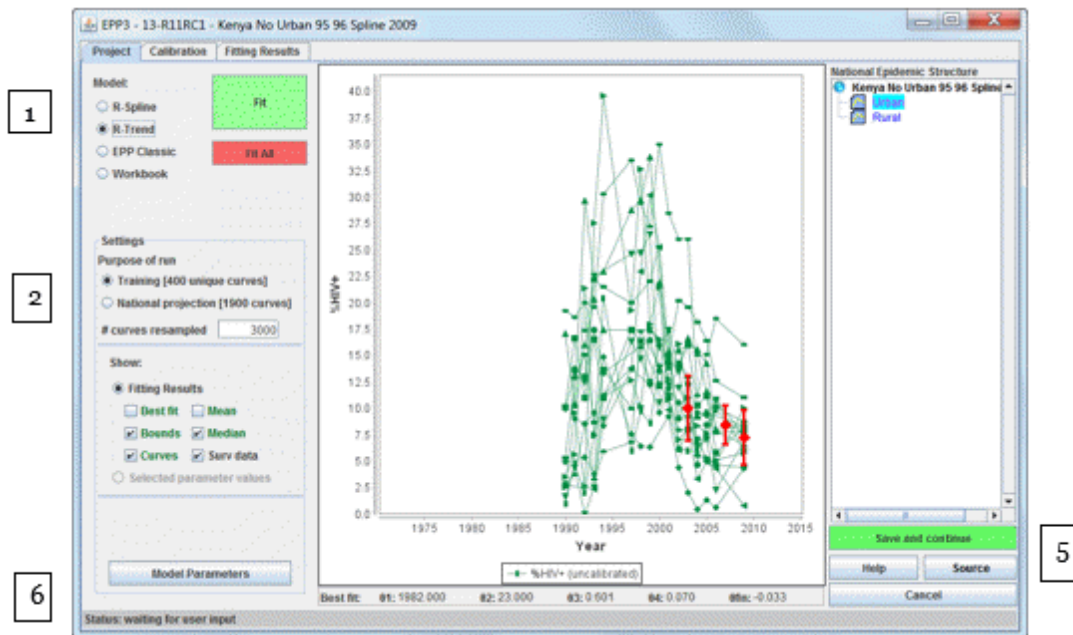 EPP3 - 13-R11RC1 - Kenya No Urban 95 96 Spline 2009
Project Calibration Fitting Results
1
Model:
R-Spline
R-Trend
EPP Classic
Workbook
Fit
Fit All
2
Settings
Purpose of run
Training [400 unique curves]
National projection [1900 curves]
# curves resampled 3000
Show:
Fitting Results
Best fit Mean
Bounds Median
Curves Surv data
Selected parameter values
Model Parameters
6
%HIV+
40.0
37.5
35.0
32.5
30.0
27.5
25.0
22.5
20.0
17.5
15.0
12.5
10.0
7.5
5.0
2.5
0.0
1975 1980 1985 1990 1995 2000 2005 2010 2015
Year
%HIV+ (uncalibrated)
Best fit: θ1: 1982.000 θ2: 23.000 θ3: 0.601 θ4: 0.070 θfin: -0.033
National Epidemic Structure
Kenya No Urban 95 96 Spline
Urban
Rural
Save and continue
5
Help Source
Cancel
Status: waiting for user input